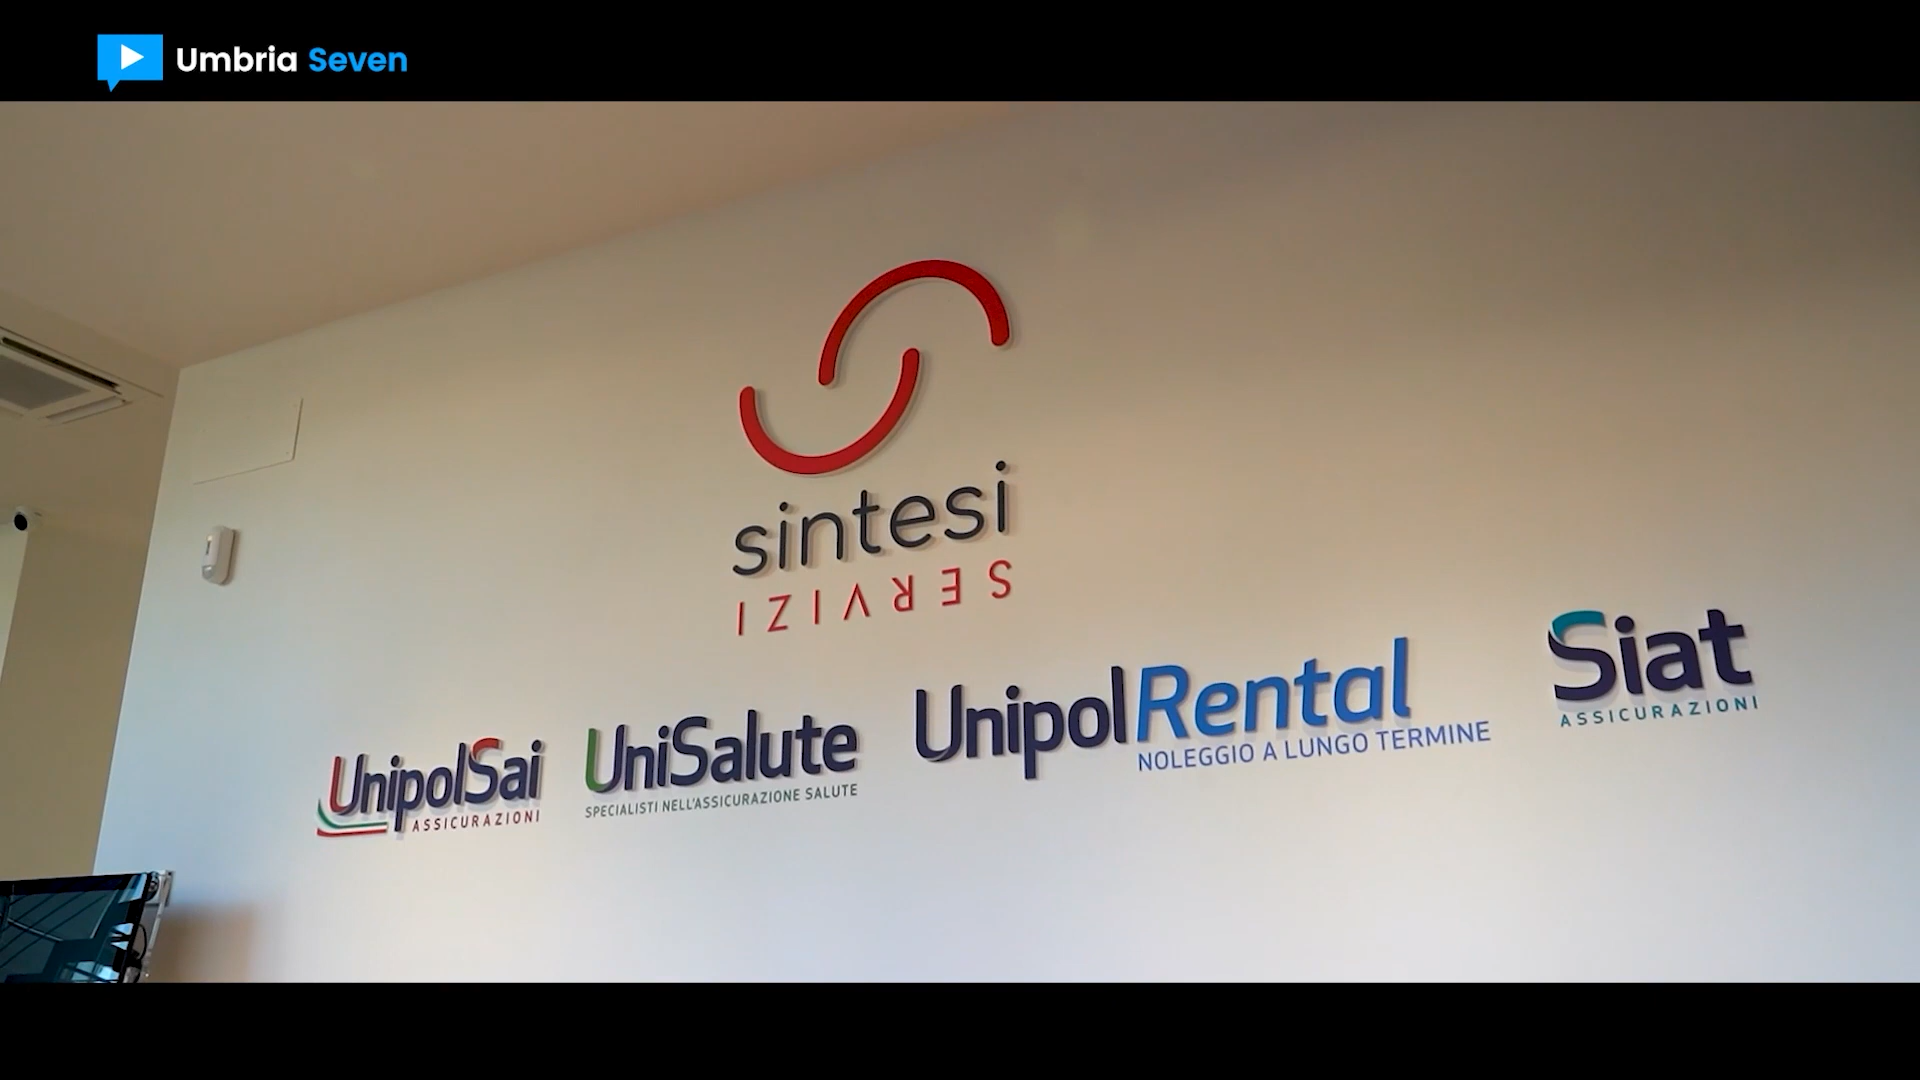 Umbria Seven
sintesi
SERVIZI
UnipolSai
ASSICURAZIONI
UniSalute
SPECIALISTI NELL'ASSICURAZIONE SALUTE
UnipolRental
NOLEGGIO A LUNGO TERMINE
Siat
ASSICURAZIONI